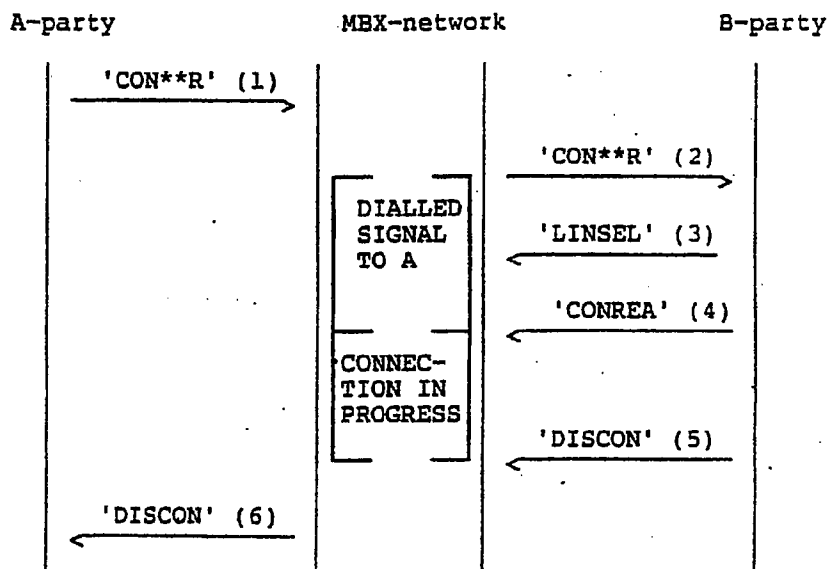 A-party MBX-network B-party
'CON**R' (1)
'CON**R' (2)
DIALLED
SIGNAL
TO A
'LINSEL' (3)
'CONREA' (4)
CONNEC-
TION IN
PROGRESS
'DISCON' (5)
'DISCON' (6)